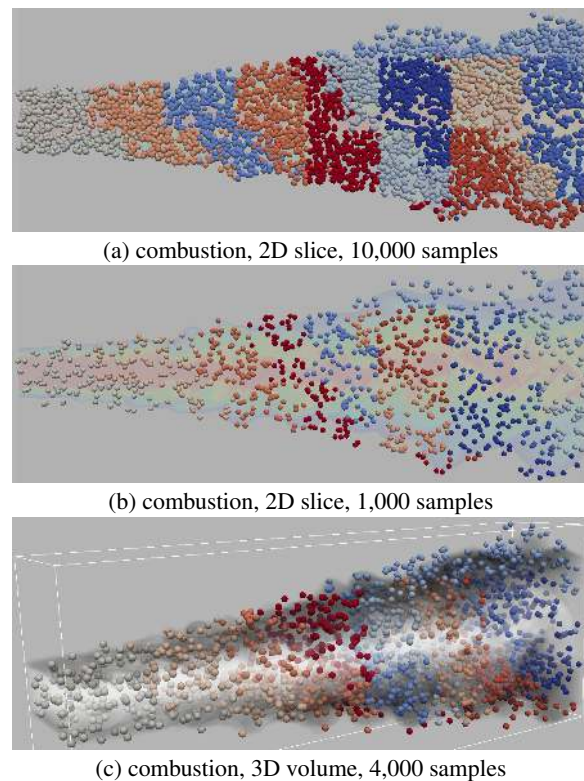 (a) combustion, 2D slice, 10,000 samples
(b) combustion, 2D slice, 1,000 samples
(c) combustion, 3D volume, 4,000 samples